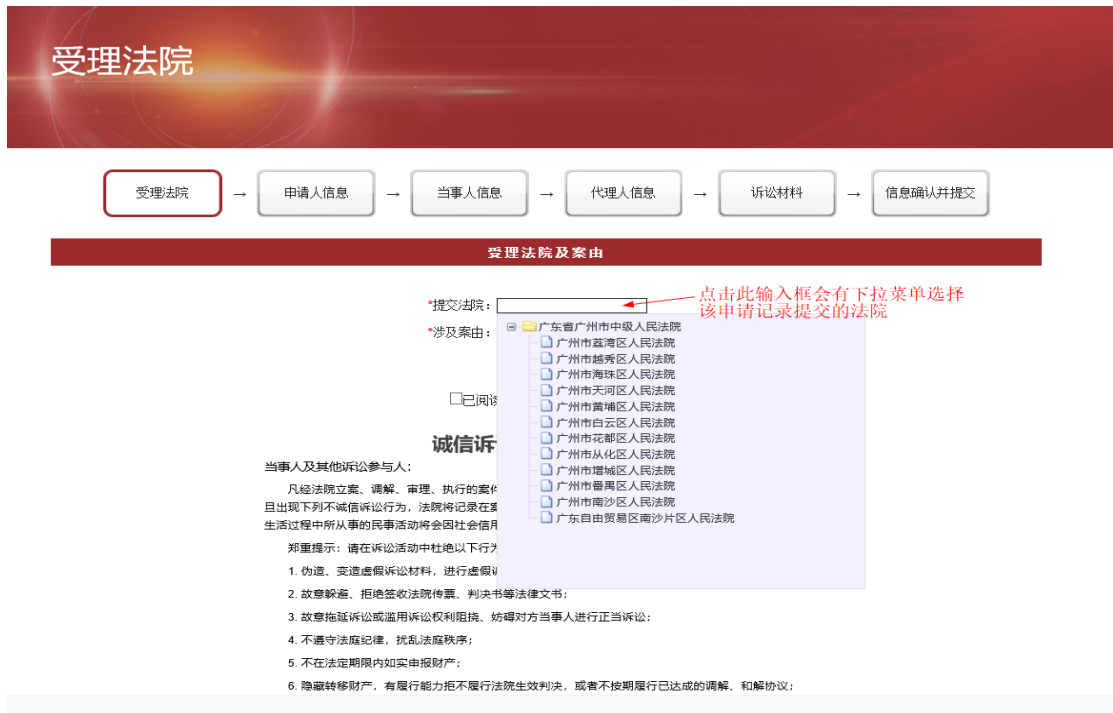 受理法院
受理法院 → 申请人信息 → 当事人信息 → 代理人信息 → 诉讼材料 → 信息确认并提交
受理法院及案由
*提交法院：
点击此输入框会有下拉菜单选择
该申请记录提交的法院
*涉及案由：
广东省广州市中级人民法院
广州市荔湾区人民法院
广州市越秀区人民法院
广州市海珠区人民法院
广州市天河区人民法院
广州市黄埔区人民法院
广州市白云区人民法院
广州市花都区人民法院
广州市从化区人民法院
广州市增城区人民法院
广州市番禺区人民法院
广州市南沙区人民法院
广东自由贸易区南沙片区人民法院
已阅读
诚信诉
当事人及其他诉讼参与人：
凡经法院立案、调解、审理、执行的案件
且出现下列不诚信诉讼行为，法院将记录在案
生活过程中所从事的民事活动将会因社会信用
郑重提示：请在诉讼活动中杜绝以下行为
1. 伪造、变造虚假诉讼材料，进行虚假诉
2. 故意躲避、拒绝签收法院传票、判决书等法律文书；
3. 故意拖延诉讼或滥用诉讼权利阻挠、妨碍对方当事人进行正当诉讼；
4. 不遵守法庭纪律，扰乱法庭秩序；
5. 不在法定期限内如实申报财产；
6. 隐藏转移财产，有履行能力拒不履行法院生效判决，或者不按期履行已达成的调解、和解协议；